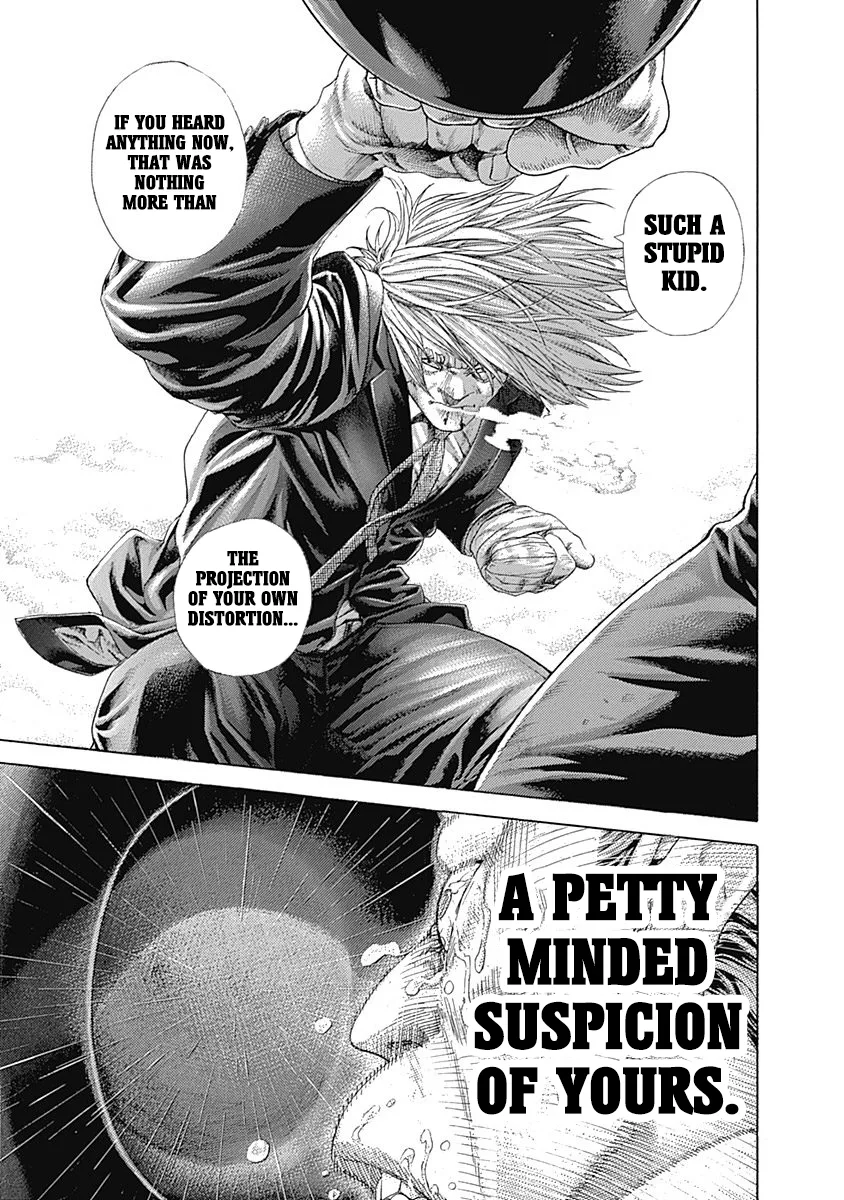 SUCH A
STUPID
KID.
IF YOU HEARD
ANYTHING NOW,
THAT WAS
NOTHING
MORE THAN
THE
PROJECTION
OF YOUR OWN
DISTORTION...
A PETTY
MINDED
SUSPICION
OF YOURS.